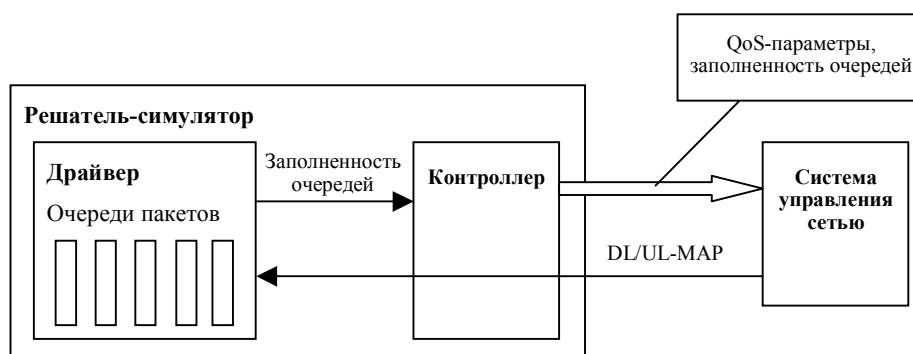 QoS-параметры,
заполненность очередей
Решатель-симулятор
Драйвер
Очереди пакетов
Заполненность
очередей
Контроллер
Система
управления
сетью
DL/UL-MAP